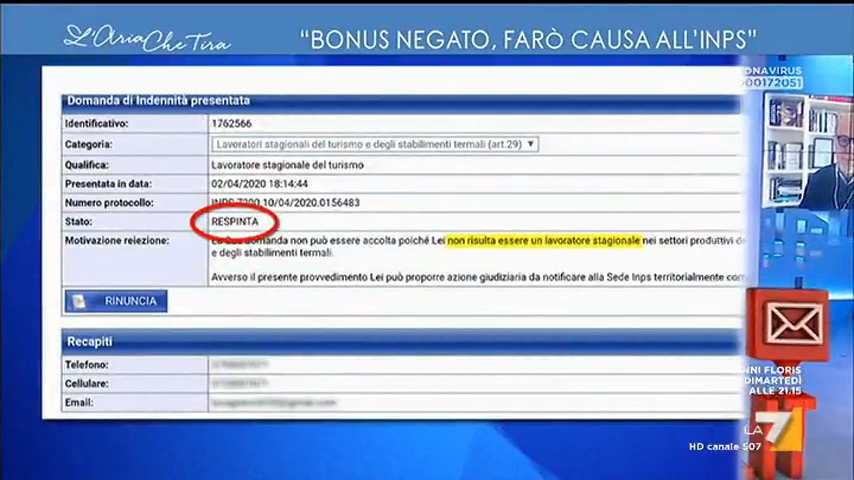 L'Aria Che Tira
"BONUS NEGATO, FARÒ CAUSA ALL'INPS"
ONAVIRUS
000172051
Domanda di Indennità presentata
Identificativo: 1762566
Categoria: Lavoratori stagionali del turismo e degli stabilimenti termali (art.29)
Qualifica: Lavoratore stagionale del turismo
Presentata in data: 02/04/2020 18:14:44
Numero protocollo: INPS.7200.10/04/2020.0156483
Stato: RESPINTA
Motivazione reiezione: La Sua domanda non può essere accolta poiché Lei non risulta essere un lavoratore stagionale nei settori produttivi
e degli stabilimenti termali.
Avverso il presente provvedimento Lei può proporre azione giudiziaria da notificare alla Sede Inps territorialmente com
RINUNCIA
Recapiti
Telefono:
Cellulare:
Email:
NNI FLORIS
DIMARTEDÌ
ALLE 21.15
LA7
HD canale 507